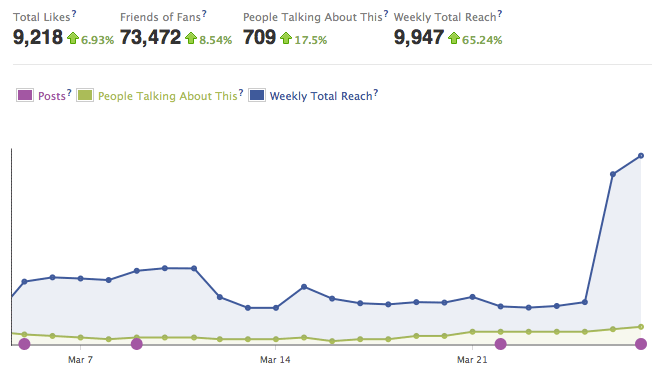 Total Likes? Friends of Fans? People Talking About This? Weekly Total Reach?
9,218 6.93% 73,472 8.54% 709 17.5% 9,947 65.24%
Posts? People Talking About This? Weekly Total Reach?
Mar 7 Mar 14 Mar 21